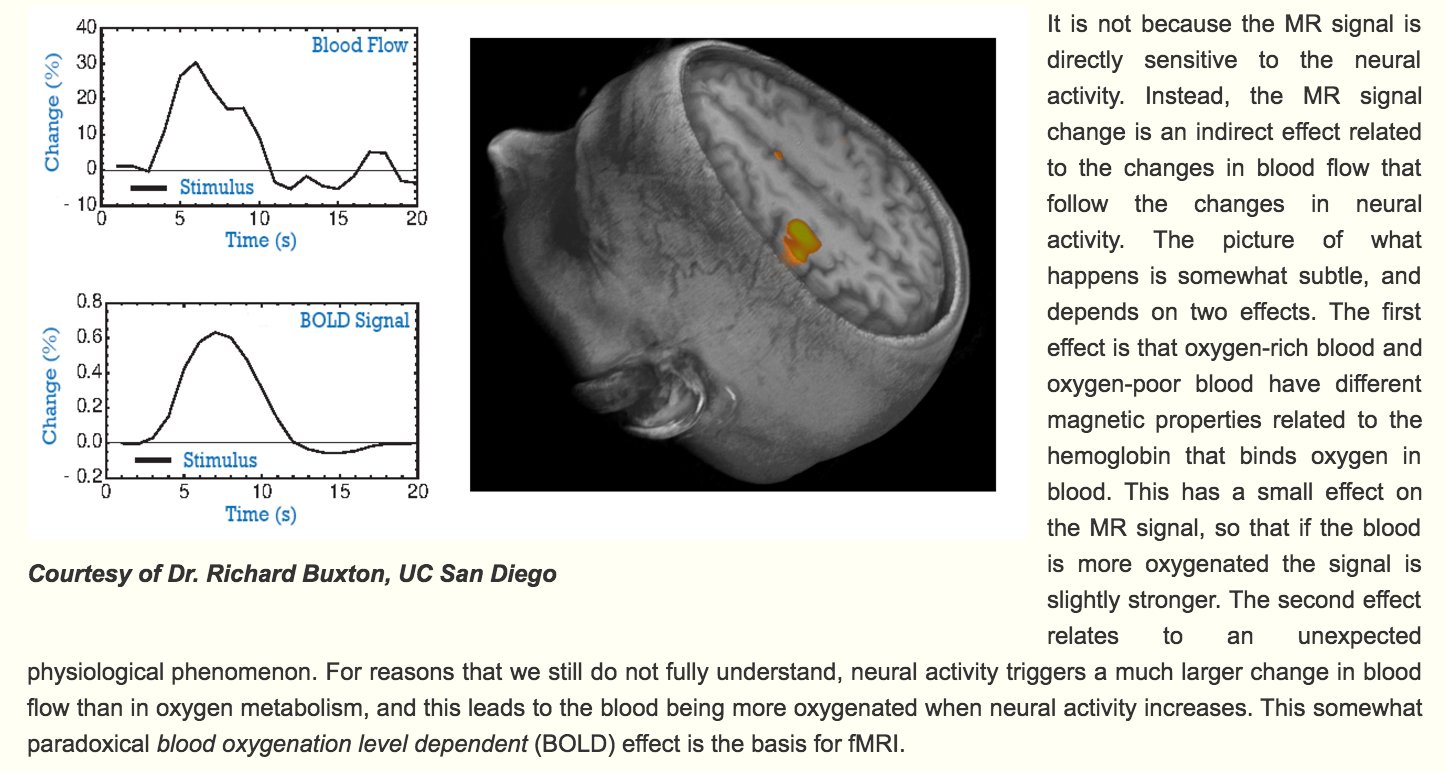 40
30
20
10
0
- 10
Change (%)
Blood Flow
Stimulus
0 5 10 15 20
Time (s)
0.8
0.6
0.4
0.2
0.0
- 0.2
Change (%)
BOLD Signal
Stimulus
0 5 10 15 20
Time (s)
Courtesy of Dr. Richard Buxton, UC San Diego
It is not because the MR signal is
directly sensitive to the neural
activity. Instead, the MR signal
change is an indirect effect related
to the changes in blood flow that
follow the changes in neural
activity. The picture of what
happens is somewhat subtle, and
depends on two effects. The first
effect is that oxygen-rich blood and
oxygen-poor blood have different
magnetic properties related to the
hemoglobin that binds oxygen in
blood. This has a small effect on
the MR signal, so that if the blood
is more oxygenated the signal is
slightly stronger. The second effect
relates to an unexpected
physiological phenomenon. For reasons that we still do not fully understand, neural activity triggers a much larger change in blood
flow than in oxygen metabolism, and this leads to the blood being more oxygenated when neural activity increases. This somewhat
paradoxical blood oxygenation level dependent (BOLD) effect is the basis for fMRI.